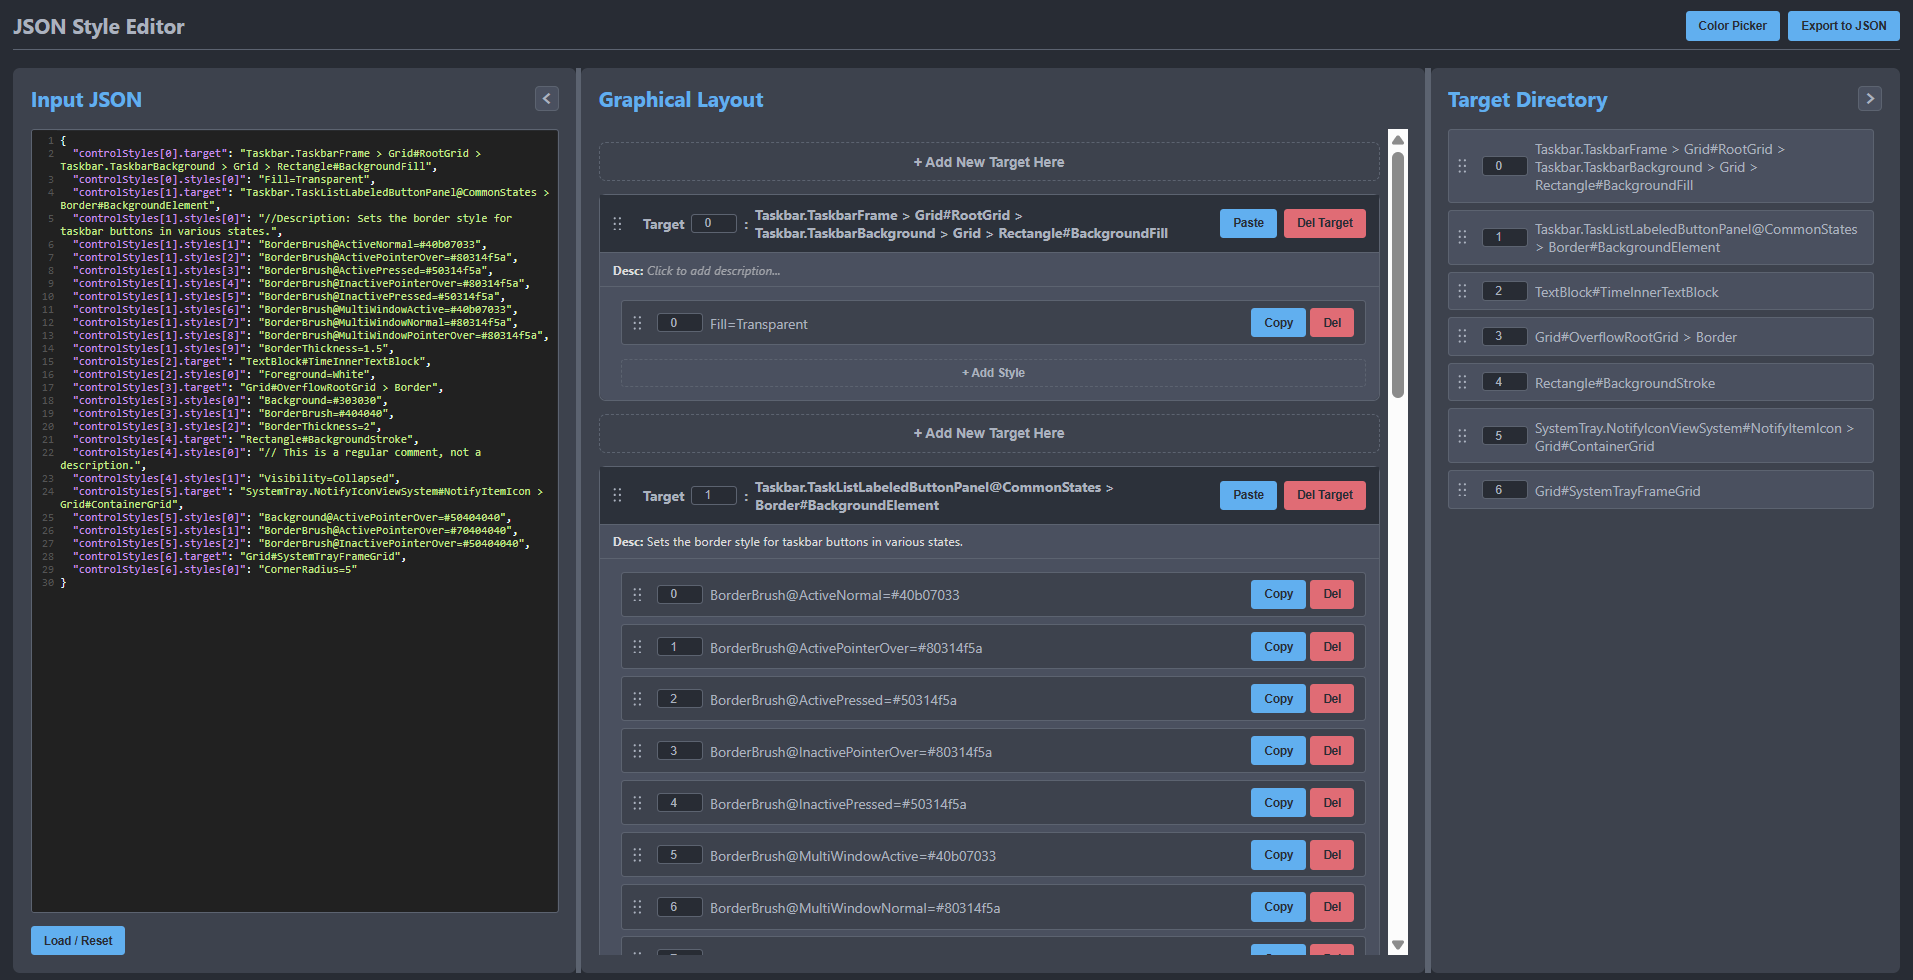 JSON Style Editor
Color Picker
Export to JSON
Input JSON
1 {
2 "controlStyles[0].target": "Taskbar.TaskbarFrame > Grid#RootGrid >
Taskbar.TaskbarBackground > Grid > Rectangle#BackgroundFill",
3 "controlStyles[0].styles[0]": "Fill=Transparent",
4 "controlStyles[1].target": "Taskbar.TaskListLabeledButtonPanel@CommonStates >
Border#BackgroundElement",
5 "controlStyles[1].styles[0]": "//Description: Sets the border style for
taskbar buttons in various states.",
6 "controlStyles[1].styles[1]": "BorderBrush@ActiveNormal=#40b07033",
7 "controlStyles[1].styles[2]": "BorderBrush@ActivePointerOver=#80314f5a",
8 "controlStyles[1].styles[3]": "BorderBrush@ActivePressed=#50314f5a",
9 "controlStyles[1].styles[4]": "BorderBrush@InactivePointerOver=#80314f5a",
10 "controlStyles[1].styles[5]": "BorderBrush@InactivePressed=#50314f5a",
11 "controlStyles[1].styles[6]": "BorderBrush@MultiWindowActive=#40b07033",
12 "controlStyles[1].styles[7]": "BorderBrush@MultiWindowNormal=#80314f5a",
13 "controlStyles[1].styles[8]": "BorderBrush@MultiWindowPointerOver=#80314f5a",
14 "controlStyles[1].styles[9]": "BorderThickness=1.5",
15 "controlStyles[2].target": "TextBlock#TimeInnerTextBlock",
16 "controlStyles[2].styles[0]": "Foreground=White",
17 "controlStyles[3].target": "Grid#OverflowRootGrid > Border",
18 "controlStyles[3].styles[0]": "Background=#303030",
19 "controlStyles[3].styles[1]": "BorderBrush=#404040",
20 "controlStyles[3].styles[2]": "BorderThickness=2",
21 "controlStyles[4].target": "Rectangle#BackgroundStroke",
22 "controlStyles[4].styles[0]": "// This is a regular comment, not a
description.",
23 "controlStyles[4].styles[1]": "Visibility=Collapsed",
24 "controlStyles[5].target": "SystemTray.NotifyIconViewSystem#NotifyItemIcon >
Grid#ContainerGrid",
25 "controlStyles[5].styles[0]": "Background@ActivePointerOver=#50404040",
26 "controlStyles[5].styles[1]": "BorderBrush@ActivePointerOver=#70404040",
27 "controlStyles[5].styles[2]": "BorderBrush@InactivePointerOver=#50404040",
28 "controlStyles[6].target": "Grid#SystemTrayFrameGrid",
29 "controlStyles[6].styles[0]": "CornerRadius=5"
30 }
Load / Reset
Graphical Layout
+ Add New Target Here
Target 0 : Taskbar.TaskbarFrame > Grid#RootGrid >
Taskbar.TaskbarBackground > Grid > Rectangle#BackgroundFill
Paste
Del Target
Desc: Click to add description...
0 Fill=Transparent Copy Del
+ Add Style
+ Add New Target Here
Target 1 : Taskbar.TaskListLabeledButtonPanel@CommonStates >
Border#BackgroundElement
Paste
Del Target
Desc: Sets the border style for taskbar buttons in various states.
0 BorderBrush@ActiveNormal=#40b07033 Copy Del
1 BorderBrush@ActivePointerOver=#80314f5a Copy Del
2 BorderBrush@ActivePressed=#50314f5a Copy Del
3 BorderBrush@InactivePointerOver=#80314f5a Copy Del
4 BorderBrush@InactivePressed=#50314f5a Copy Del
5 BorderBrush@MultiWindowActive=#40b07033 Copy Del
6 BorderBrush@MultiWindowNormal=#80314f5a Copy Del
Target Directory
0 Taskbar.TaskbarFrame > Grid#RootGrid >
Taskbar.TaskbarBackground > Grid >
Rectangle#BackgroundFill
1 Taskbar.TaskListLabeledButtonPanel@CommonStates
> Border#BackgroundElement
2 TextBlock#TimeInnerTextBlock
3 Grid#OverflowRootGrid > Border
4 Rectangle#BackgroundStroke
5 SystemTray.NotifyIconViewSystem#NotifyItemIcon >
Grid#ContainerGrid
6 Grid#SystemTrayFrameGrid